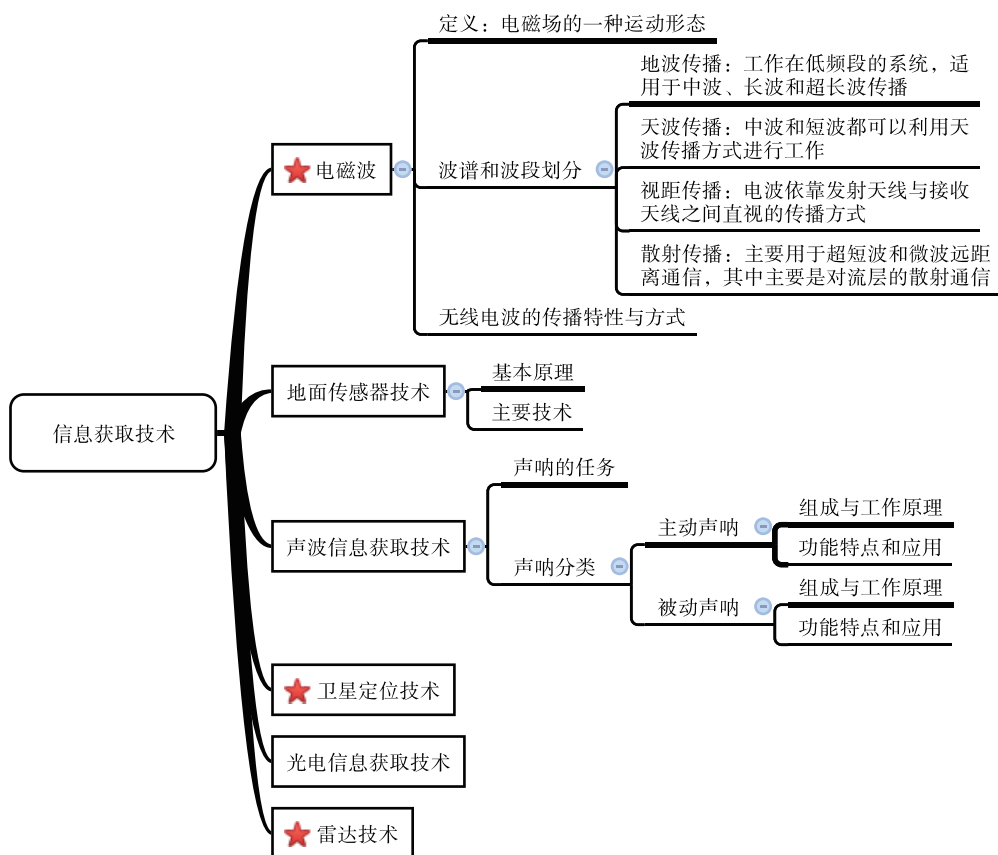 信息获取技术
电磁波
定义：电磁场的一种运动形态
波谱和波段划分
地波传播：工作在低频段的系统，适
用于中波、长波和超长波传播
天波传播：中波和短波都可以利用天
波传播方式进行工作
视距传播：电波依靠发射天线与接收
天线之间直视的传播方式
散射传播：主要用于超短波和微波远距
离通信，其中主要是对流层的散射通信
无线电波的传播特性与方式
地面传感器技术
基本原理
主要技术
声波信息获取技术
声呐的任务
声呐分类
主动声呐
组成与工作原理
功能特点和应用
被动声呐
组成与工作原理
功能特点和应用
卫星定位技术
光电信息获取技术
雷达技术